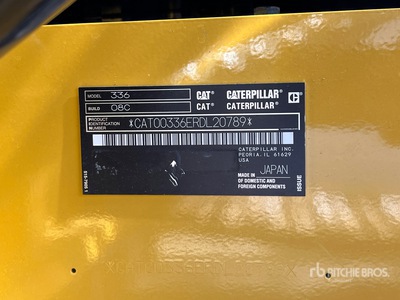 MODEL 336 CAT® CATERPILLAR®
BUILD 08C CAT® CATERPILLAR®
PRODUCT IDENTIFICATION NUMBER *CAT00336ERDL20789*
CATERPILLAR INC.
PEORIA, IL 61629
USA
MADE IN JAPAN
OF DOMESTIC AND
FOREIGN COMPONENTS
ISSUE
rb RITCHIE BROS.